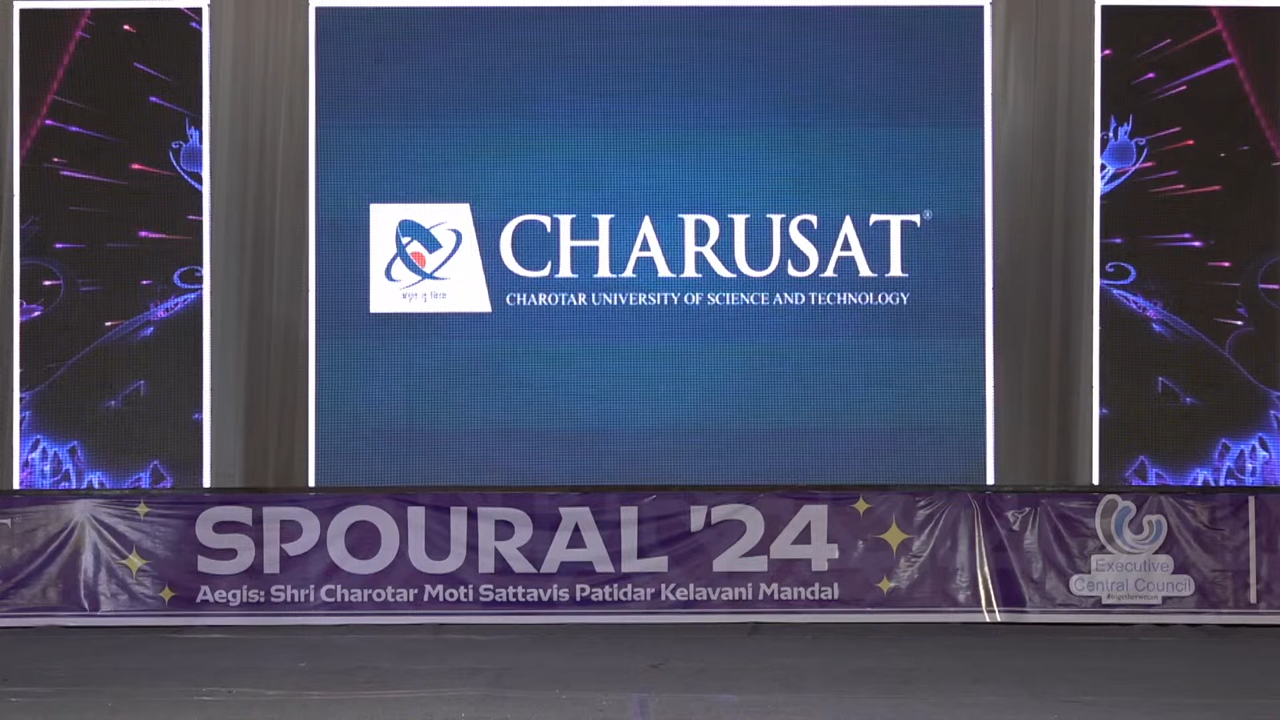 CHARUSAT®
CHAROTAR UNIVERSITY OF SCIENCE AND TECHNOLOGY
SPOURAL '24
Aegis: Shri Charotar Moti Sattavis Patidar Kelavani Mandal
Executive
Central Council